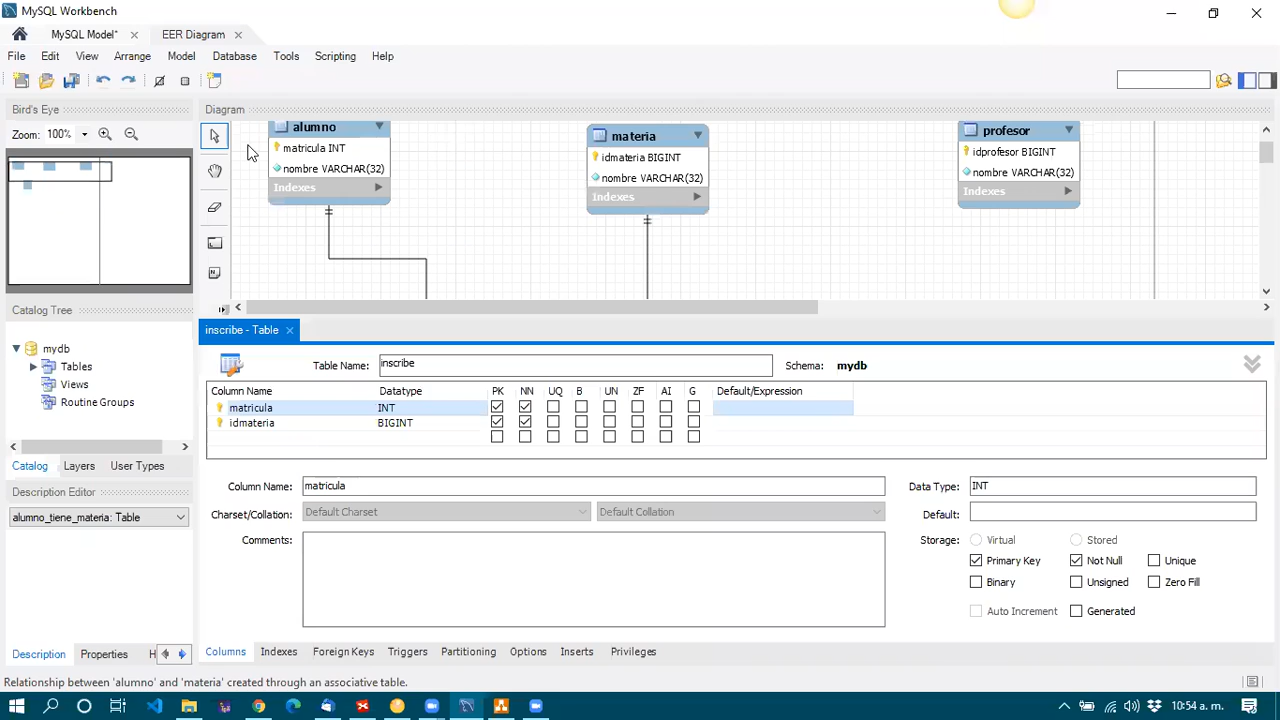 MySQL Workbench
MySQL Model* ×
EER Diagram ×
File Edit View Arrange Model Database Tools Scripting Help
Bird's Eye
Zoom: 100%
Diagram
alumno
matricula INT
nombre VARCHAR(32)
Indexes
materia
idmateria BIGINT
nombre VARCHAR(32)
Indexes
profesor
idprofesor BIGINT
nombre VARCHAR(32)
Indexes
Catalog Tree
mydb
Tables
Views
Routine Groups
Catalog Layers User Types
Description Editor
alumno_tiene_materia: Table
Description Properties H
inscribe - Table ×
Table Name: inscribe Schema: mydb
Column Name Datatype PK NN UQ B UN ZF AI G Default/Expression
matricula INT
idmateria BIGINT
Column Name: matricula Data Type: INT
Charset/Collation: Default Charset Default Collation Default:
Comments: Storage: Virtual Stored
Primary Key Not Null Unique
Binary Unsigned Zero Fill
Auto Increment Generated
Columns Indexes Foreign Keys Triggers Partitioning Options Inserts Privileges
Relationship between 'alumno' and 'materia' created through an associative table.
10:54 a. m.